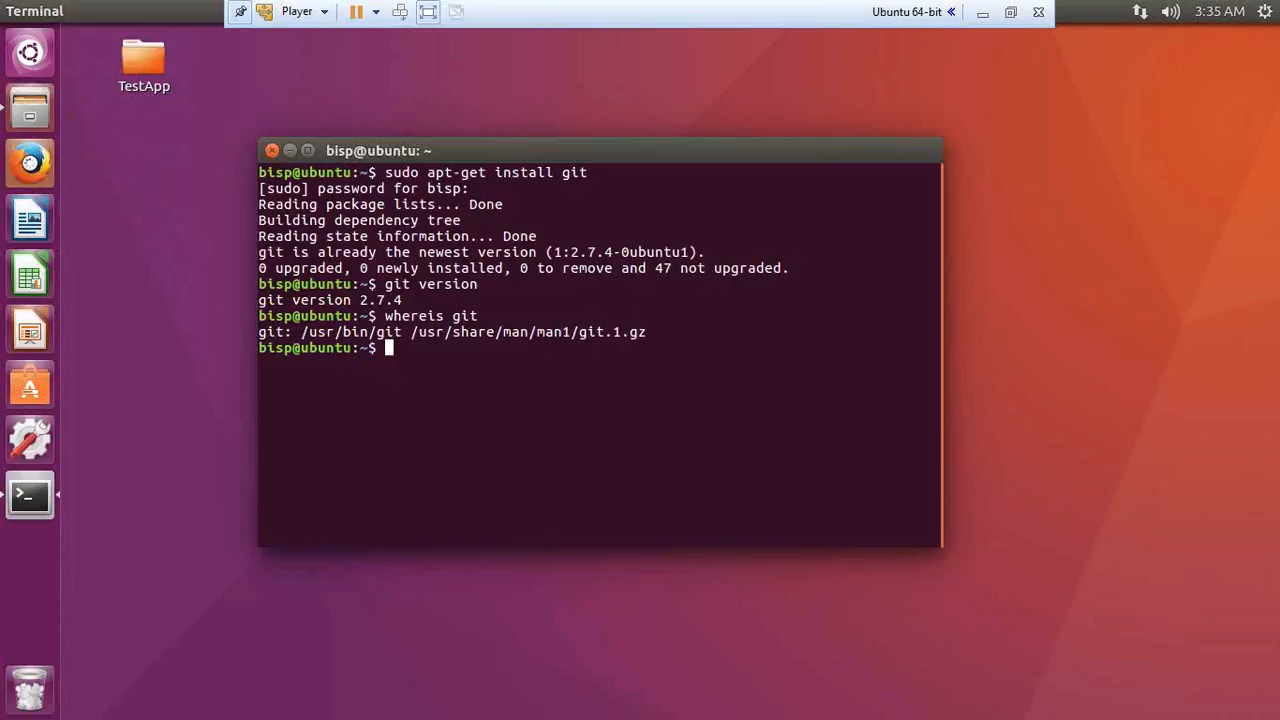 Terminal
Player
Ubuntu 64-bit
3:35 AM
TestApp
bisp@ubuntu: ~
bisp@ubuntu:~$ sudo apt-get install git
[sudo] password for bisp:
Reading package lists... Done
Building dependency tree
Reading state information... Done
git is already the newest version (1:2.7.4-0ubuntu1).
0 upgraded, 0 newly installed, 0 to remove and 47 not upgraded.
bisp@ubuntu:~$ git version
git version 2.7.4
bisp@ubuntu:~$ whereis git
git: /usr/bin/git /usr/share/man/man1/git.1.gz
bisp@ubuntu:~$